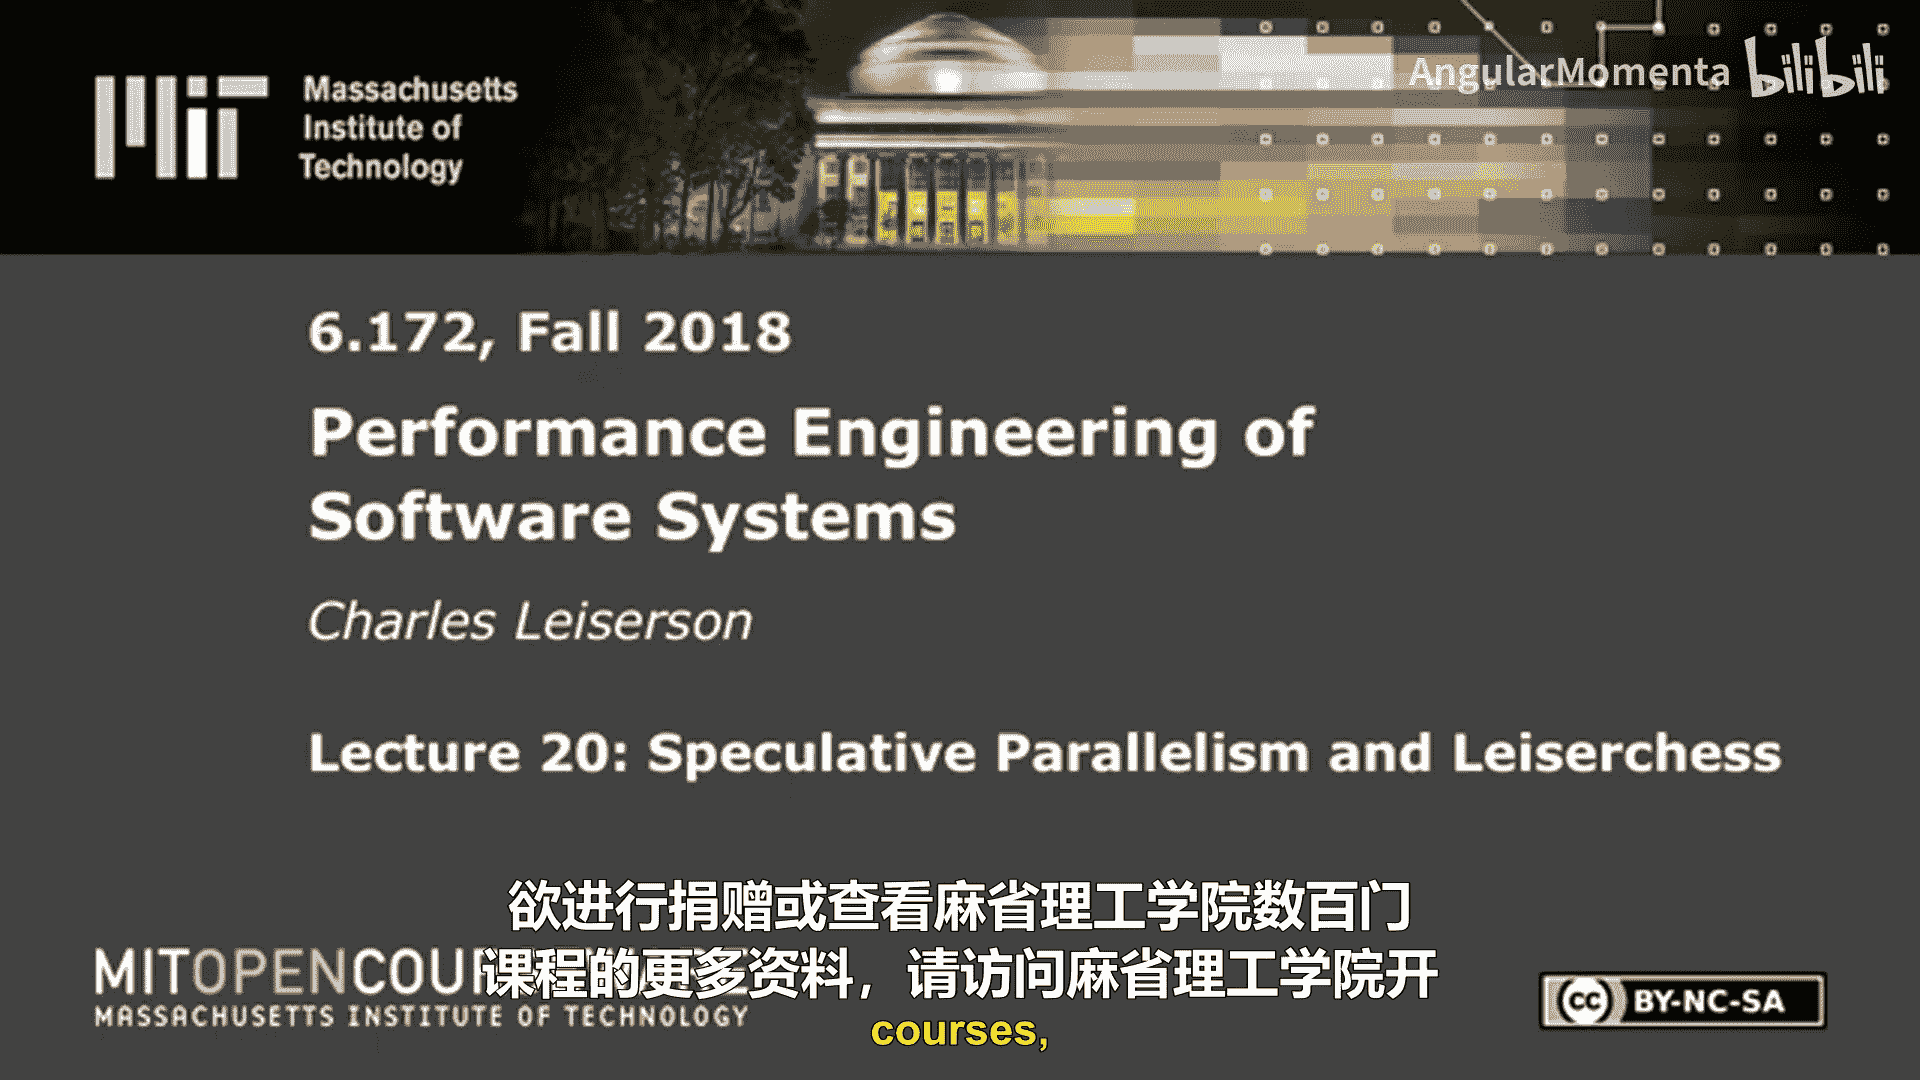 Massachusetts
Institute of
Technology
AngularMomenta bilibili
6.172, Fall 2018
Performance Engineering of
Software Systems
Charles Leiserson
Lecture 20: Speculative Parallelism and Leiserchess
欲进行捐赠或查看麻省理工学院数百门
课程的更多资料，请访问麻省理工学院开
MITOPENCOU
MASSACHUSETTS INSTITUTE OF TECHNOLOGY
courses,
cc BY-NC-SA